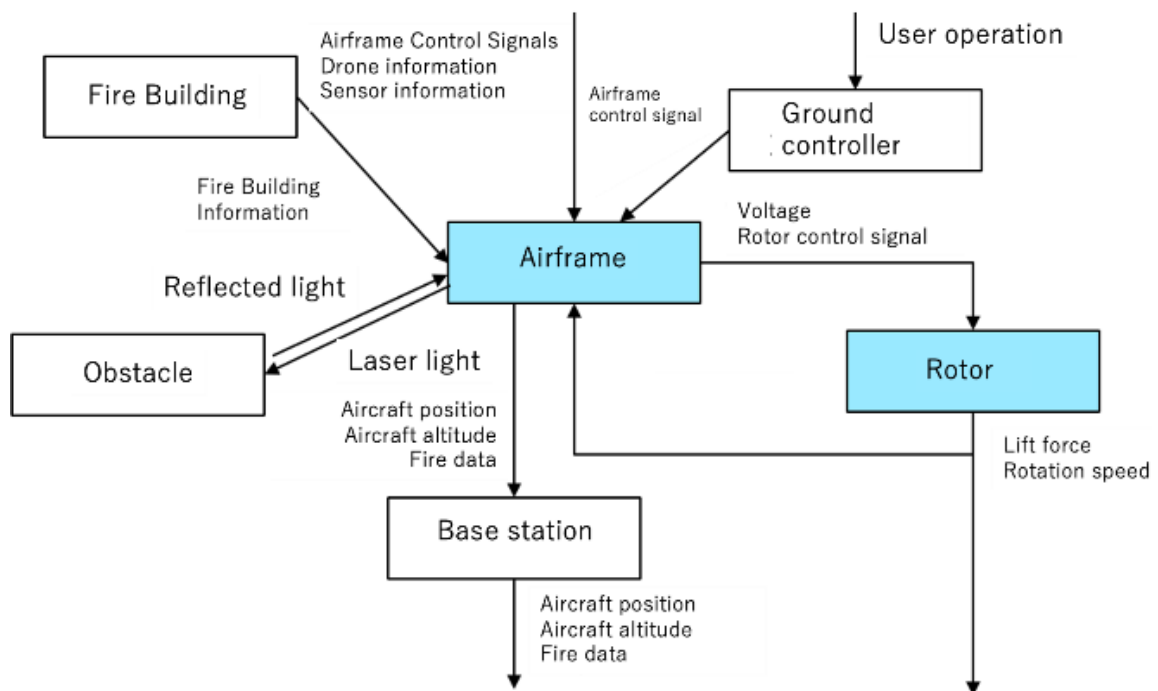 User operation
Airframe Control Signals
Drone information
Sensor information
Fire Building
Airframe
control signal
Ground
: controller
Fire Building
Information
Voltage
Rotor control signal
Airframe
Reflected light
Obstacle
Laser light
Rotor
Aircraft position
Aircraft altitude
Fire data
Lift force
Rotation speed
Base station
Aircraft position
Aircraft altitude
Fire data